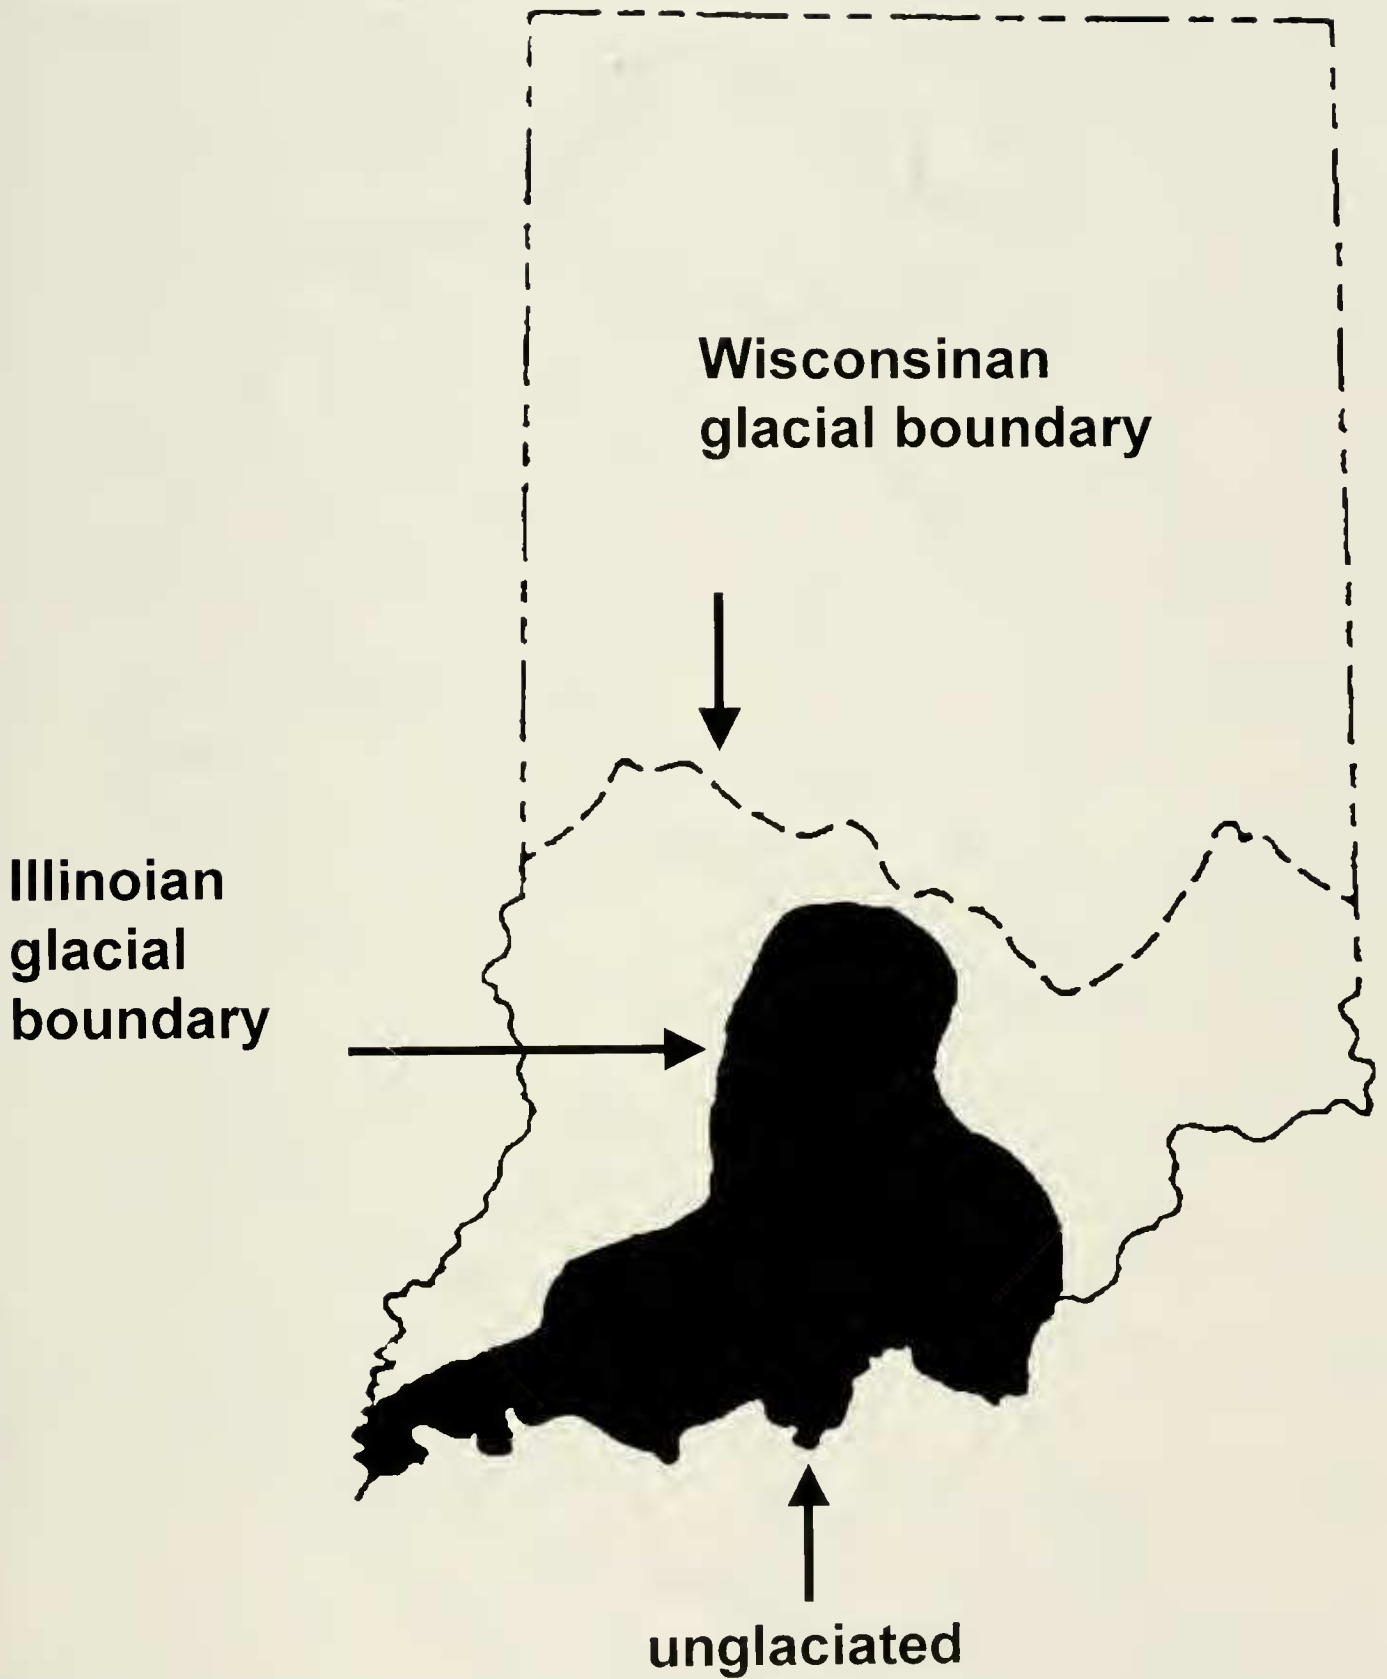 Wisconsinan
glacial boundary
Illinoian
glacial
boundary
unglaciated